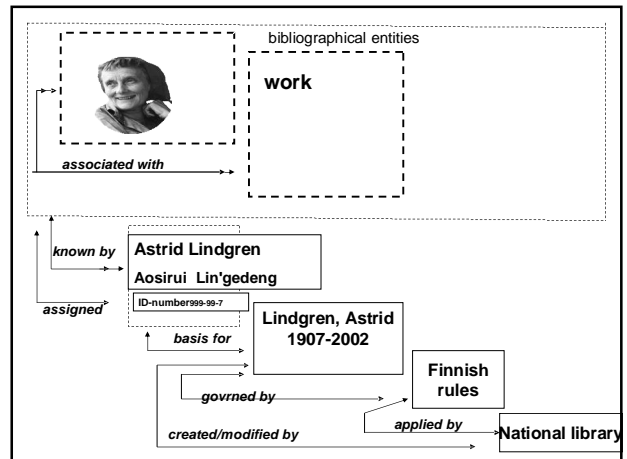 bibliographical entities
work
associated with
known by
Astrid Lindgren
Aosirui Lin'gedeng
assigned
ID-number999-99-7
basis for
Lindgren, Astrid
1907-2002
govrned by
Finnish
rules
created/modified by
applied by
National library